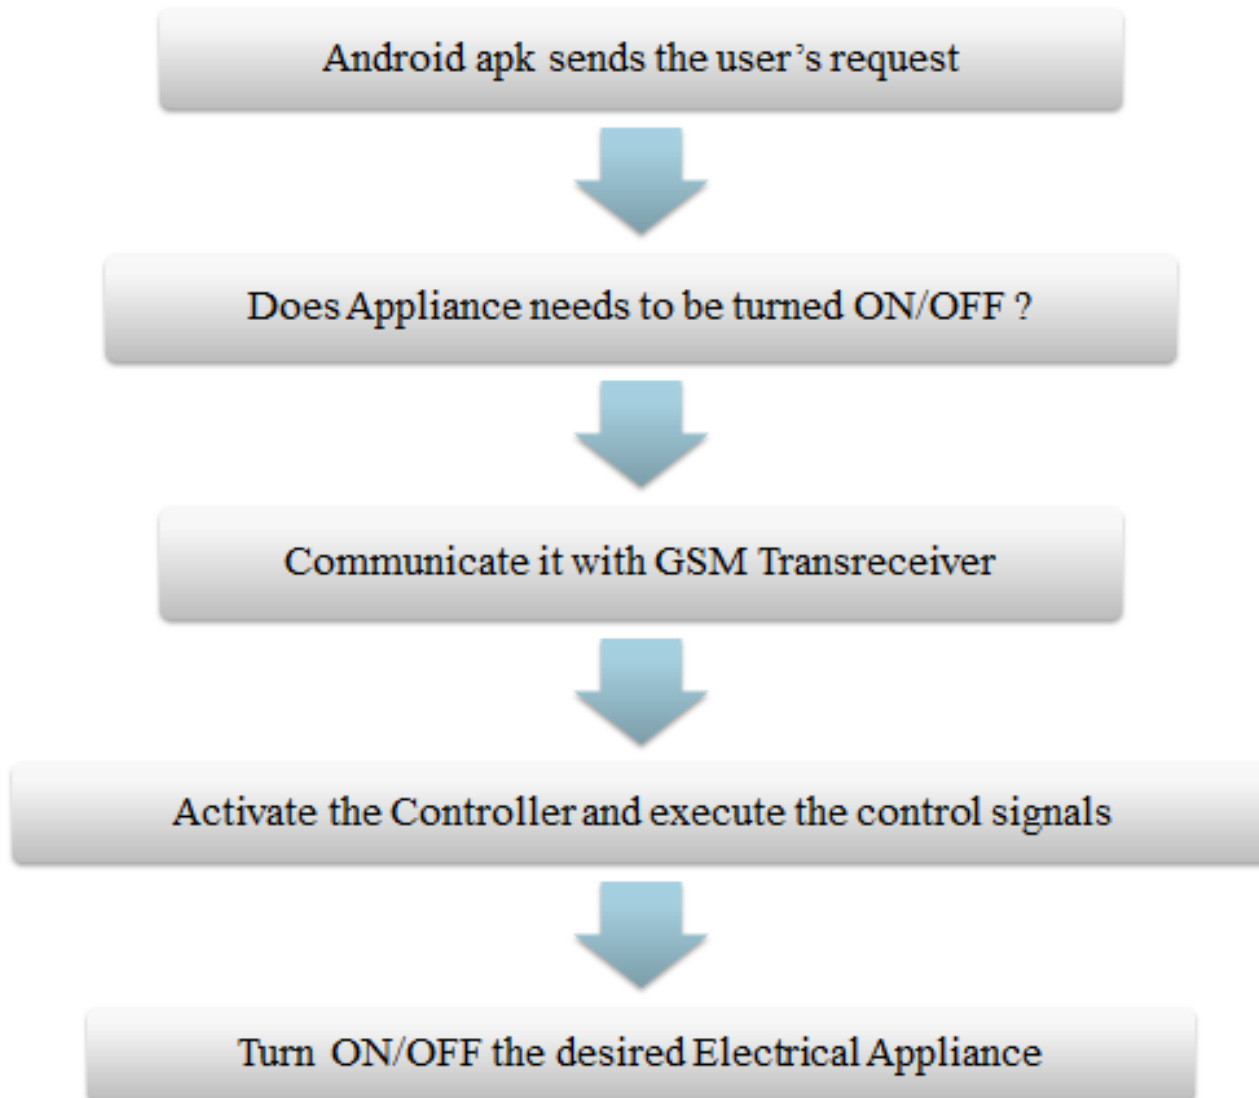 Android apk sends the user’s request
Does Appliance needs to be turned ON/OFF ?
Communicate it with GSM Transreceiver
Activate the Controller and execute the control signals
Turn ON/OFF the desired Electrical Appliance